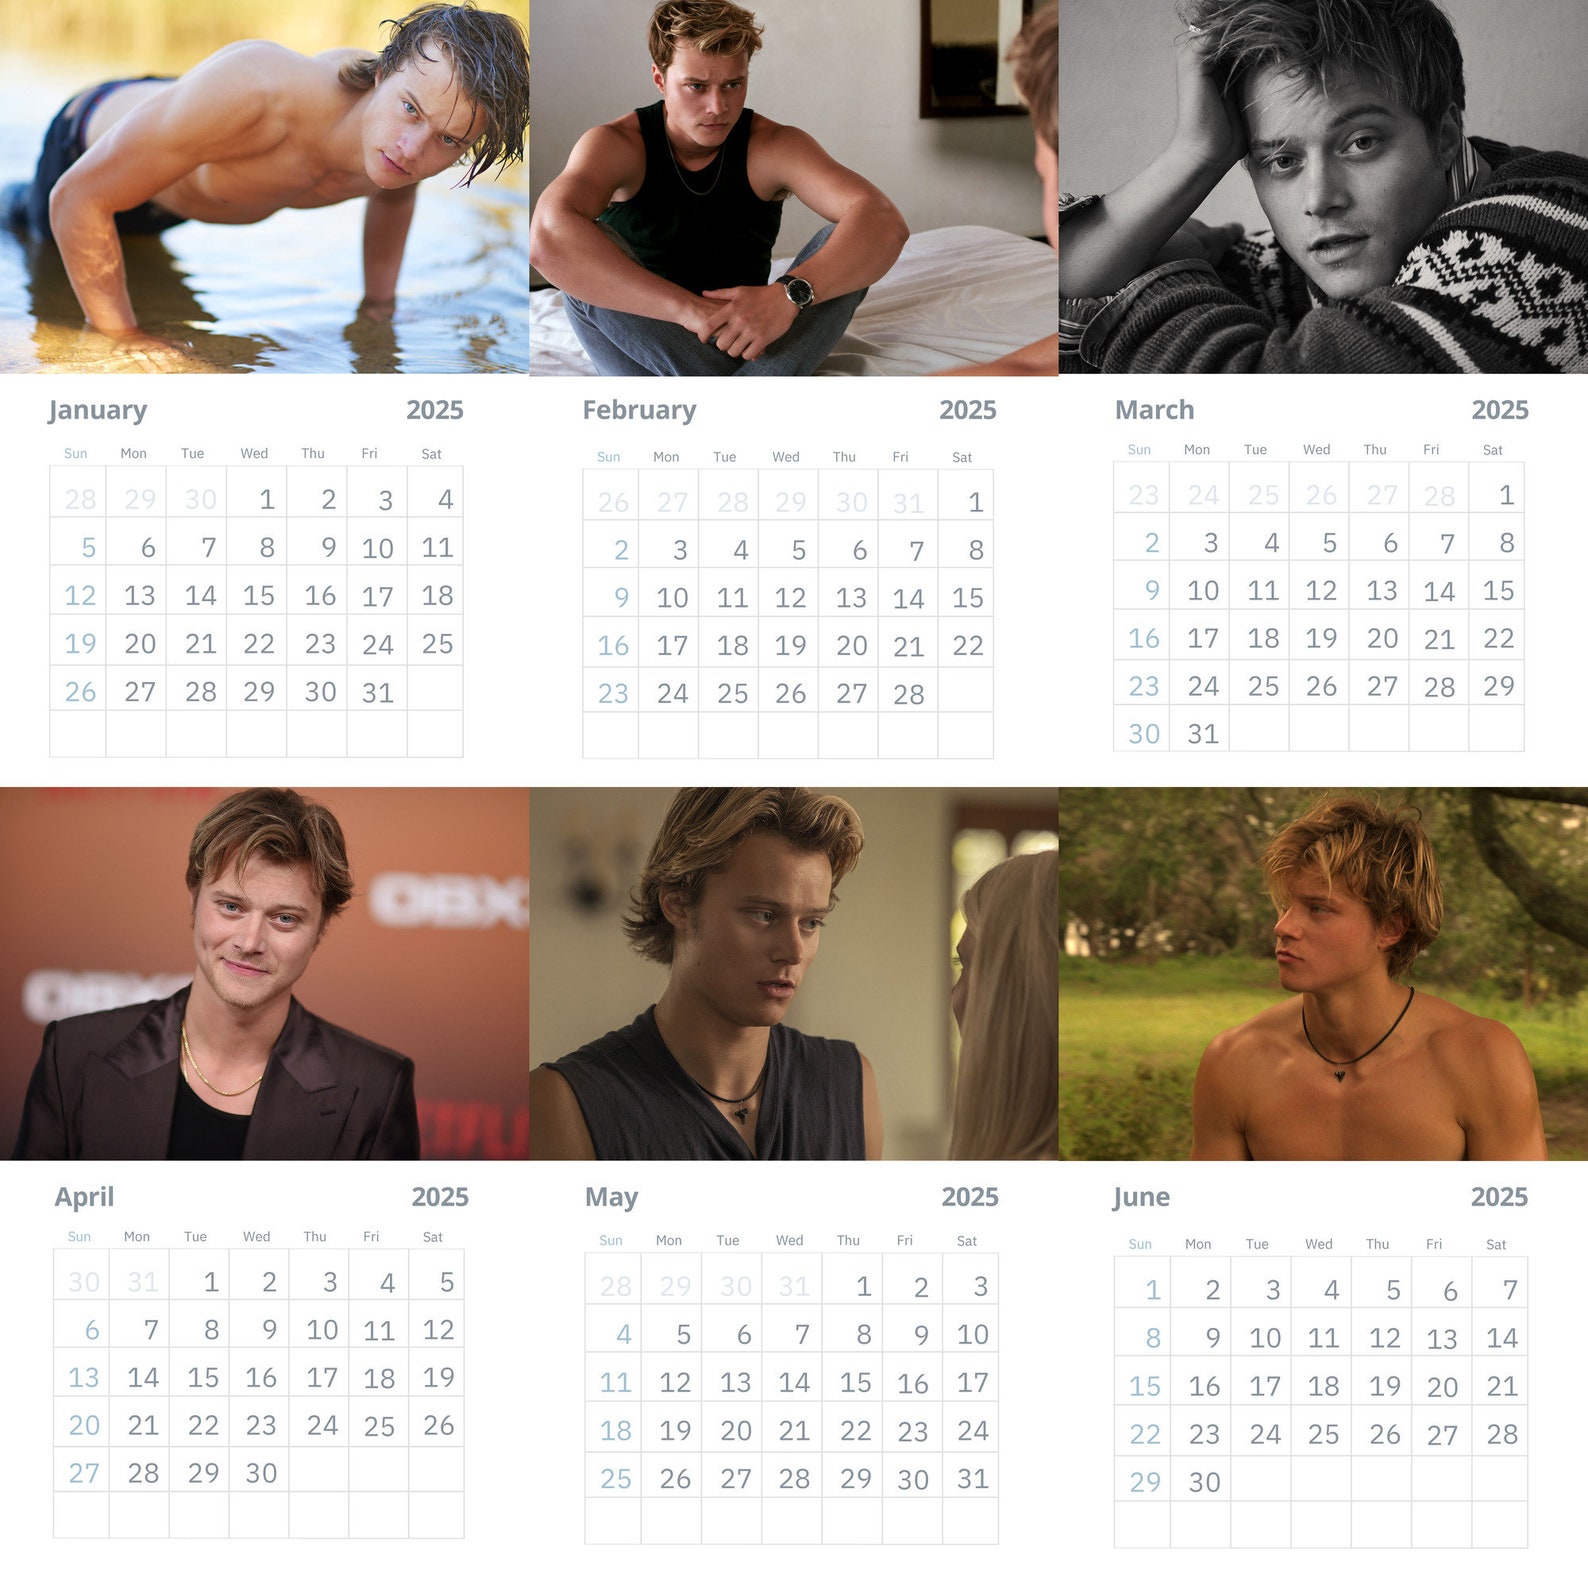 January 2025
Sun Mon Tue Wed Thu Fri Sat
28 29 30 1 2 3 4
5 6 7 8 9 10 11
12 13 14 15 16 17 18
19 20 21 22 23 24 25
26 27 28 29 30 31
February 2025
Sun Mon Tue Wed Thu Fri Sat
26 27 28 29 30 31 1
2 3 4 5 6 7 8
9 10 11 12 13 14 15
16 17 18 19 20 21 22
23 24 25 26 27 28
March 2025
Sun Mon Tue Wed Thu Fri Sat
23 24 25 26 27 28 1
2 3 4 5 6 7 8
9 10 11 12 13 14 15
16 17 18 19 20 21 22
23 24 25 26 27 28 29
30 31
OBX
OBX
April 2025
Sun Mon Tue Wed Thu Fri Sat
30 31 1 2 3 4 5
6 7 8 9 10 11 12
13 14 15 16 17 18 19
20 21 22 23 24 25 26
27 28 29 30
May 2025
Sun Mon Tue Wed Thu Fri Sat
28 29 30 31 1 2 3
4 5 6 7 8 9 10
11 12 13 14 15 16 17
18 19 20 21 22 23 24
25 26 27 28 29 30 31
June 2025
Sun Mon Tue Wed Thu Fri Sat
1 2 3 4 5 6 7
8 9 10 11 12 13 14
15 16 17 18 19 20 21
22 23 24 25 26 27 28
29 30